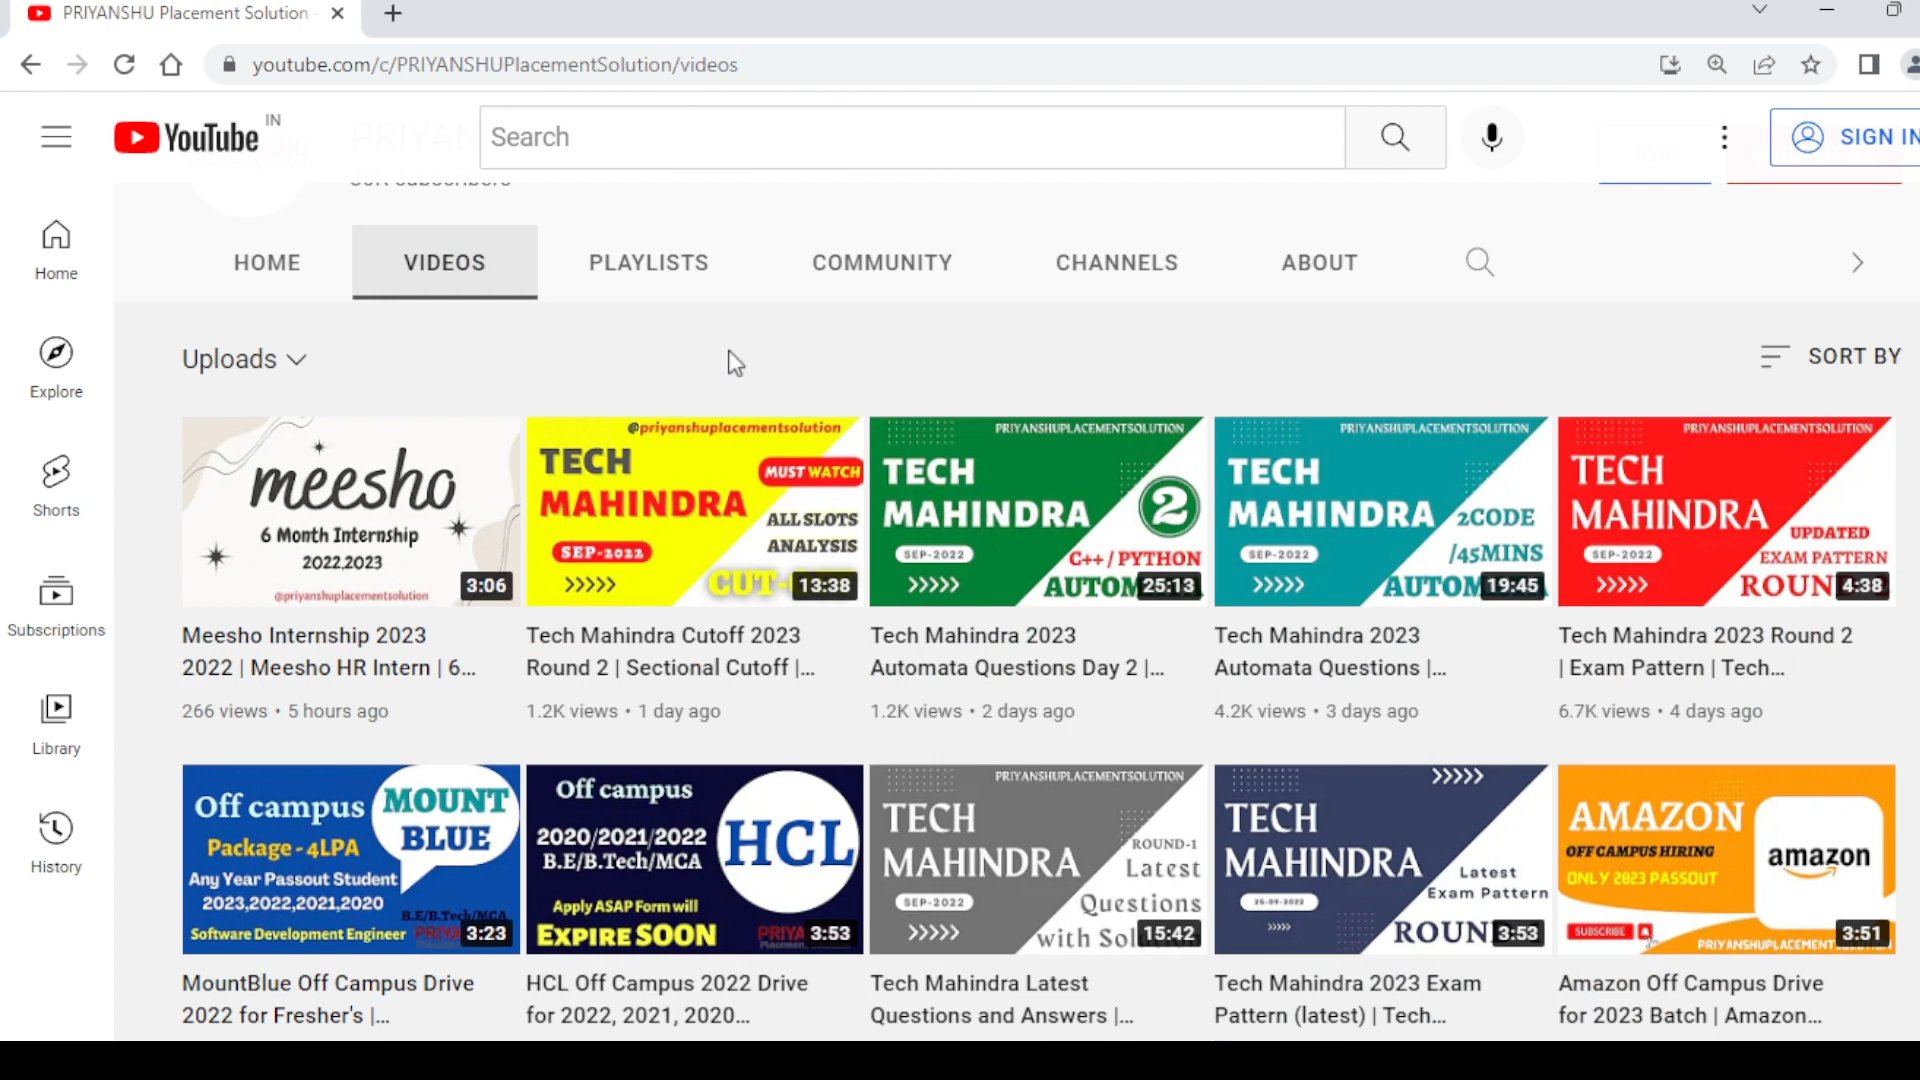 PRIYANSHU Placement Solution
youtube.com/c/PRIYANSHUPlacementSolution/videos
YouTube IN
Search
SIGN IN
HOME
VIDEOS
PLAYLISTS
COMMUNITY
CHANNELS
ABOUT
Home
Explore
Shorts
Subscriptions
Library
History
Uploads
SORT BY
meesho
6 Month Internship
2022,2023
@priyanshuplacementsolution
3:06
Meesho Internship 2023
2022 | Meesho HR Intern | 6...
266 views • 5 hours ago
@priyanshuplacementsolution
TECH
MAHINDRA
MUST WATCH
ALL SLOTS
ANALYSIS
SEP-2022
>>>>>
13:38
Tech Mahindra Cutoff 2023
Round 2 | Sectional Cutoff |...
1.2K views • 1 day ago
PRIYANSHUPLACEMENTSOLUTION
TECH
MAHINDRA
2
SEP-2022
C++ / PYTHON
>>>>>
25:13
Tech Mahindra 2023
Automata Questions Day 2 |...
1.2K views • 2 days ago
PRIYANSHUPLACEMENTSOLUTION
TECH
MAHINDRA
2CODE
/45MINS
SEP-2022
>>>>>
19:45
Tech Mahindra 2023
Automata Questions |...
4.2K views • 3 days ago
PRIYANSHUPLACEMENTSOLUTION
TECH
MAHINDRA
UPDATED
EXAM PATTERN
SEP-2022
>>>>>
4:38
Tech Mahindra 2023 Round 2
| Exam Pattern | Tech...
6.7K views • 4 days ago
Off campus
MOUNT
BLUE
Package - 4LPA
Any Year Passout Student
2023,2022,2021,2020
B.E/B.Tech/MCA
Software Development Engineer
3:23
MountBlue Off Campus Drive
2022 for Fresher's |...
Off campus
2020/2021/2022
B.E/B.Tech/MCA
HCL
Apply ASAP Form will
EXPIRE SOON
3:53
HCL Off Campus 2022 Drive
for 2022, 2021, 2020...
PRIYANSHUPLACEMENTSOLUTION
TECH
MAHINDRA
ROUND-1
Latest
Questions
SEP-2022
>>>>>
15:42
Tech Mahindra Latest
Questions and Answers |...
>>>>>
TECH
MAHINDRA
Latest
Exam Pattern
>>>>>
3:53
Tech Mahindra 2023 Exam
Pattern (latest) | Tech...
AMAZON
OFF CAMPUS HIRING
ONLY 2023 PASSOUT
amazon
SUBSCRIBE
3:51
Amazon Off Campus Drive
for 2023 Batch | Amazon...